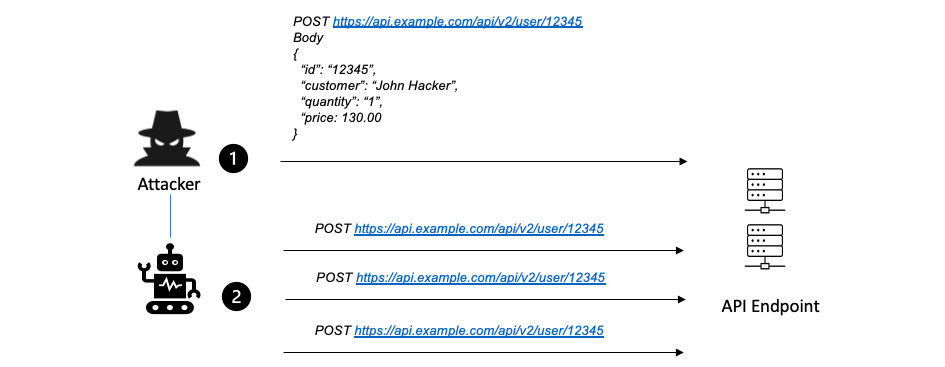 POST https://api.example.com/api/v2/user/12345
Body
{
“id”: “12345”,
“customer”: “John Hacker”,
“quantity”: “1”,
“price: 130.00
}
1
Attacker
POST https://api.example.com/api/v2/user/12345
POST https://api.example.com/api/v2/user/12345
2
API Endpoint
POST https://api.example.com/api/v2/user/12345